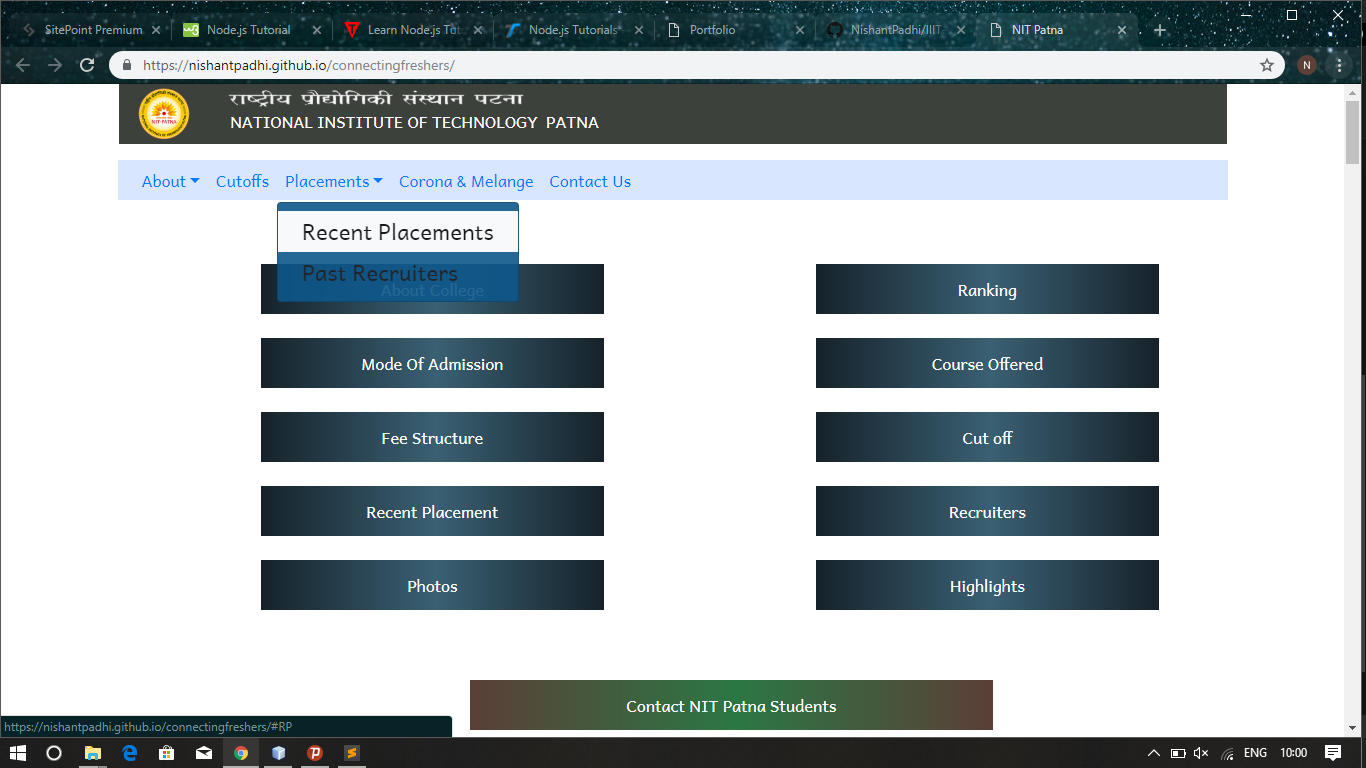 SitePoint Premium
Node.js Tutorial
Learn Node.js Tut
Node.js Tutorials
Portfolio
NishantPadhi/IIIT
NIT Patna
https://nishantpadhi.github.io/connectingfreshers/
N
राष्ट्रीय प्रौद्योगिकी संस्थान पटना
NATIONAL INSTITUTE OF TECHNOLOGY PATNA
NIT-PATNA
About Cutoffs Placements Corona & Melange Contact Us
Recent Placements
Past Recruiters
About College
Ranking
Mode Of Admission
Course Offered
Fee Structure
Cut off
Recent Placement
Recruiters
Photos
Highlights
Contact NIT Patna Students
https://nishantpadhi.github.io/connectingfreshers/#RP
ENG 10:00